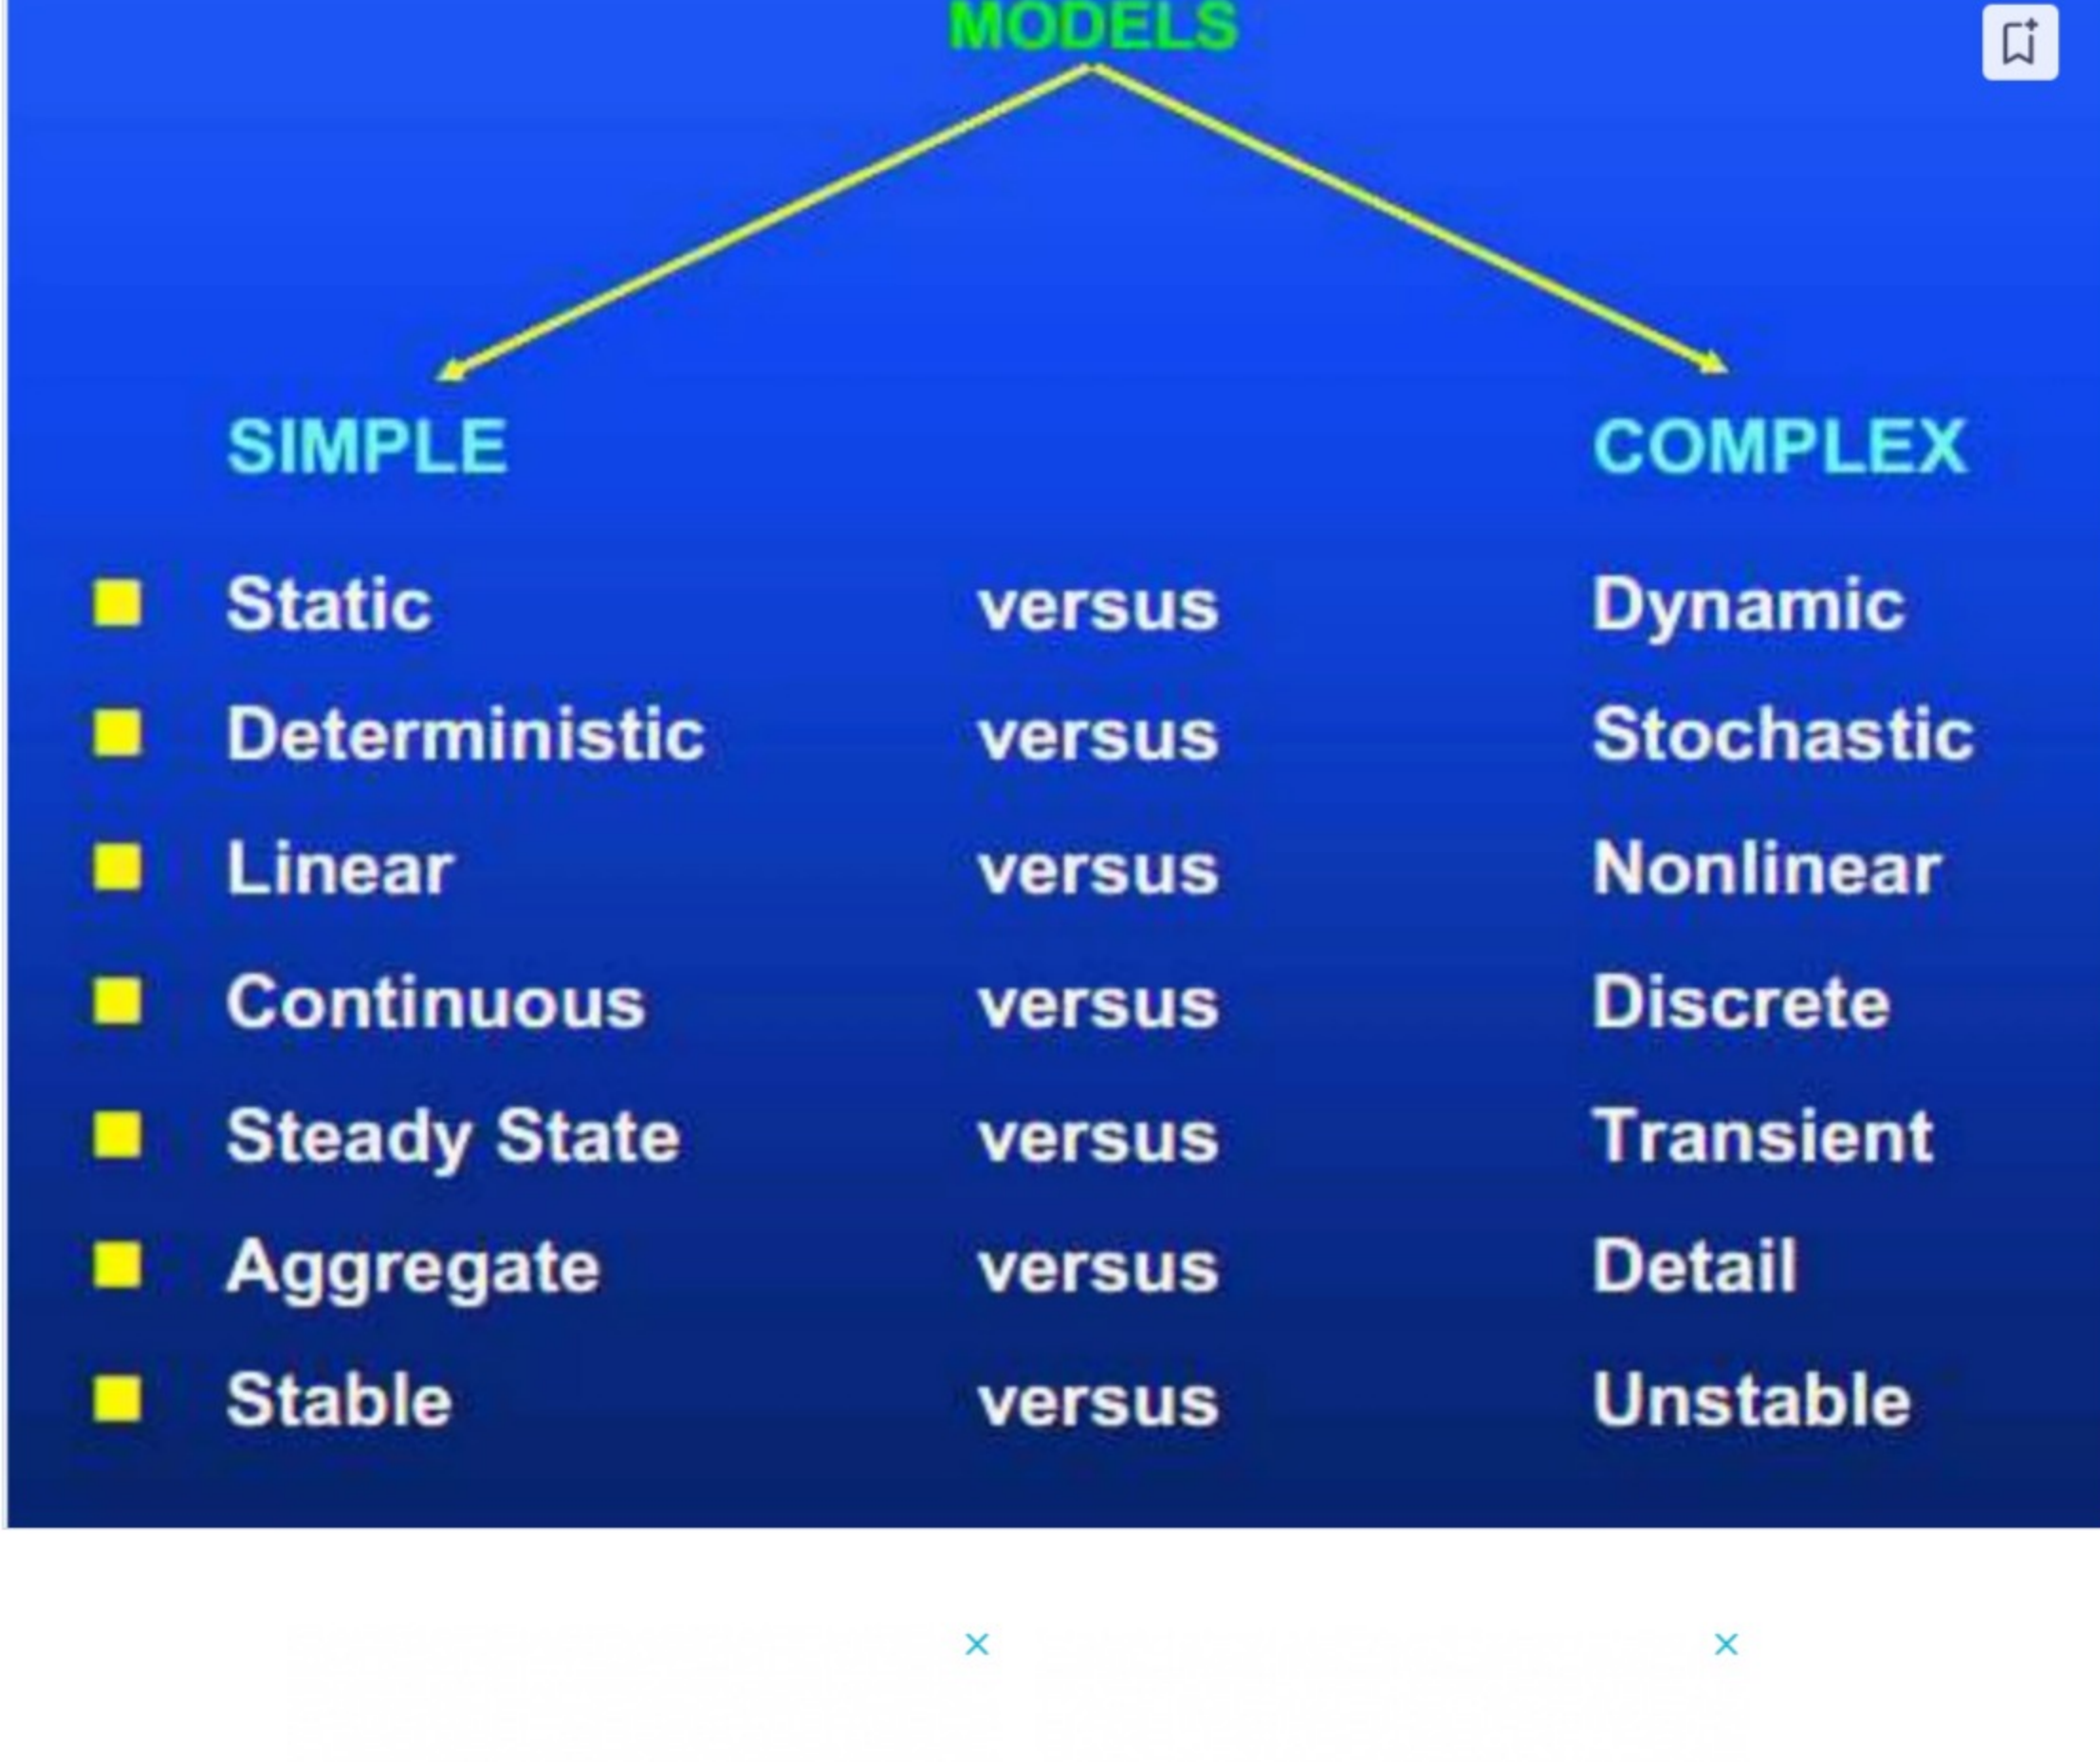 MODELS
SIMPLE COMPLEX
Static versus Dynamic
Deterministic versus Stochastic
Linear versus Nonlinear
Continuous versus Discrete
Steady State versus Transient
Aggregate versus Detail
Stable versus Unstable